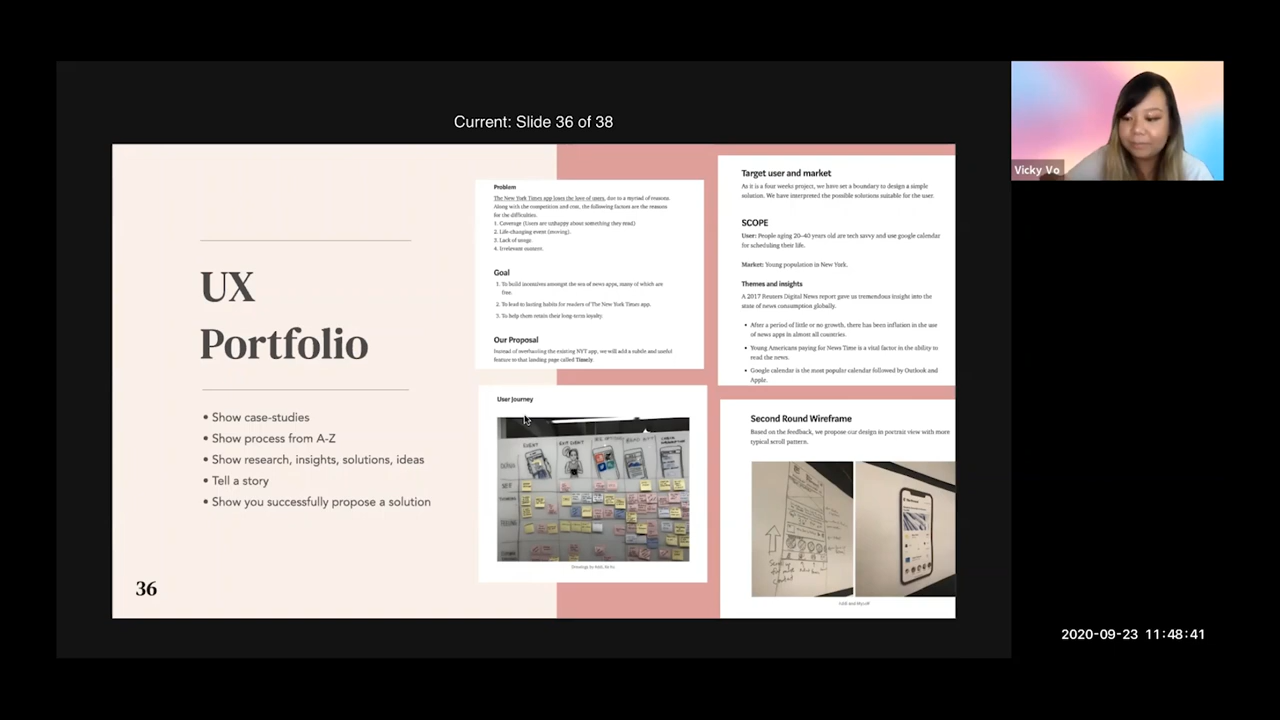 Current: Slide 36 of 38
Vicky Vo
UX
Portfolio
• Show case-studies
• Show process from A-Z
• Show research, insights, solutions, ideas
• Tell a story
• Show you successfully propose a solution
36
Problem
The New York Times app loses the love of users, due to a myriad of reasons.
Along with the competition and cost, the following factors are the reasons
for the difficulties.
1. Coverage (Users are unhappy about something they read)
2. Life-changing event (moving).
3. Lack of usage.
4. Irrelevant content.
Goal
1. To build incentives amongst the sea of news apps, many of which are
free.
2. To lead to lasting habits for readers of The New York Times app.
3. To help them retain their long-term loyalty.
Our Proposal
Instead of overhauling the existing NYT app, we will add a subtle and useful
feature to that landing page called Timely.
User Journey
Target user and market
As it is a four weeks project, we have set a boundary to design a simple
solution. We have interpreted the possible solutions suitable for the user.
SCOPE
User: People aging 20-40 years old are tech savvy and use google calendar
for scheduling their life.
Market: Young population in New York.
Themes and insights
A 2017 Reuters Digital News report gave us tremendous insight into the
state of news consumption globally.
• After a period of little or no growth, there has been inflation in the use
of news apps in almost all countries.
• Young Americans paying for News Time is a vital factor in the ability to
read the news.
• Google calendar is the most popular calendar followed by Outlook and
Apple.
Second Round Wireframe
Based on the feedback, we propose our design in portrait view with more
typical scroll pattern.
2020-09-23 11:48:41